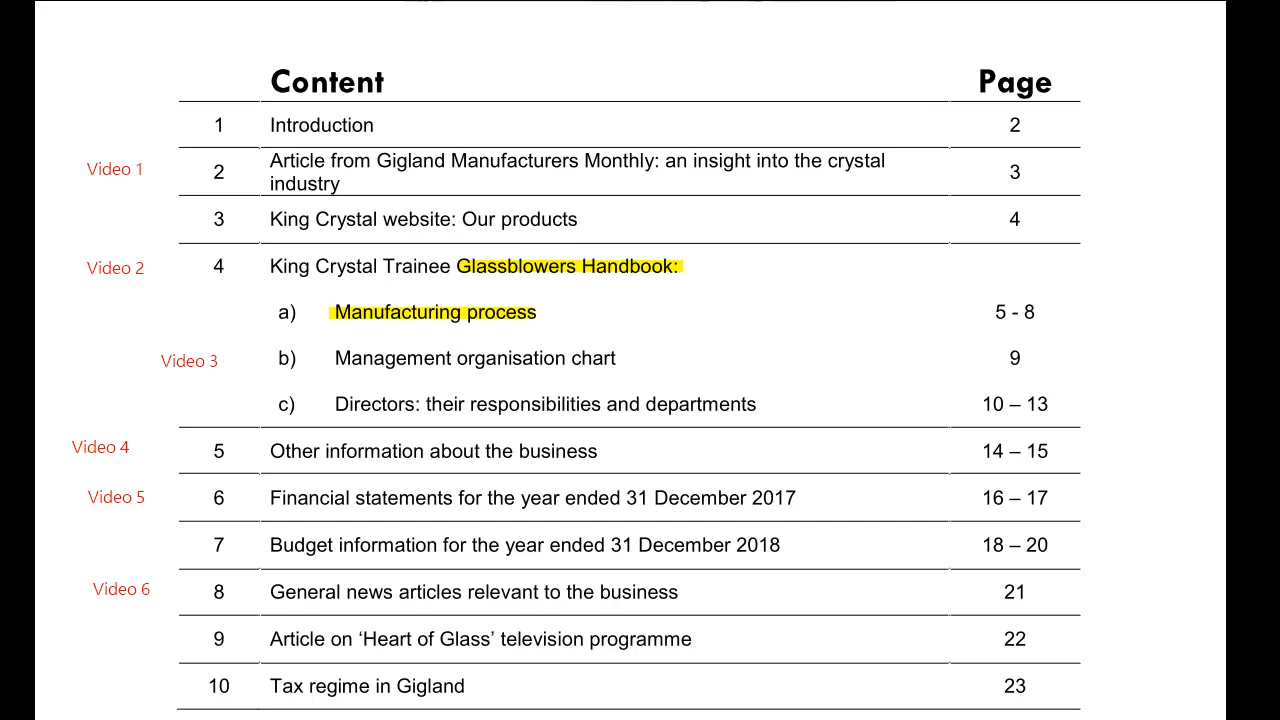 Content Page
1 Introduction 2
Video 1
2 Article from Gigland Manufacturers Monthly: an insight into the crystal
industry 3
3 King Crystal website: Our products 4
Video 2 4 King Crystal Trainee Glassblowers Handbook:
a) Manufacturing process 5 - 8
Video 3 b) Management organisation chart 9
c) Directors: their responsibilities and departments 10 – 13
Video 4 5 Other information about the business 14 – 15
Video 5 6 Financial statements for the year ended 31 December 2017 16 – 17
7 Budget information for the year ended 31 December 2018 18 – 20
Video 6 8 General news articles relevant to the business 21
9 Article on ‘Heart of Glass’ television programme 22
10 Tax regime in Gigland 23